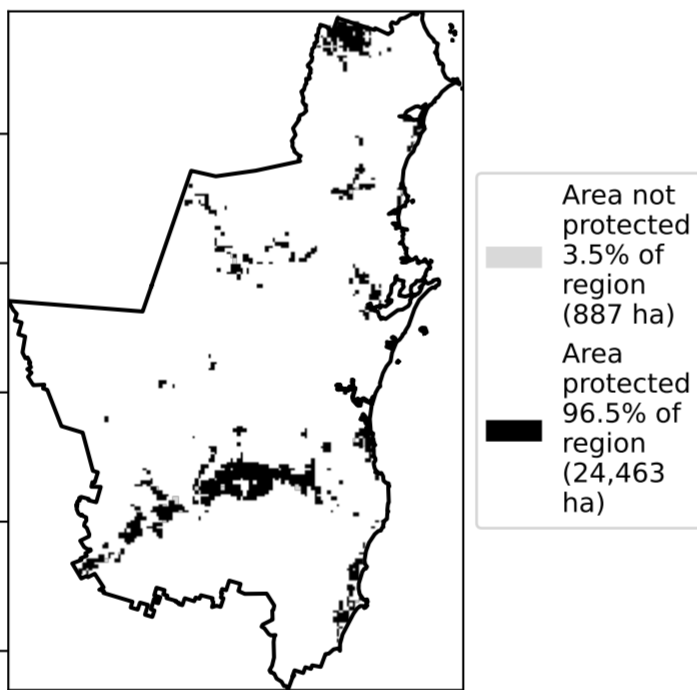 Area not
protected
3.5% of
region
(887 ha)
Area
protected
96.5% of
region
(24,463
ha)